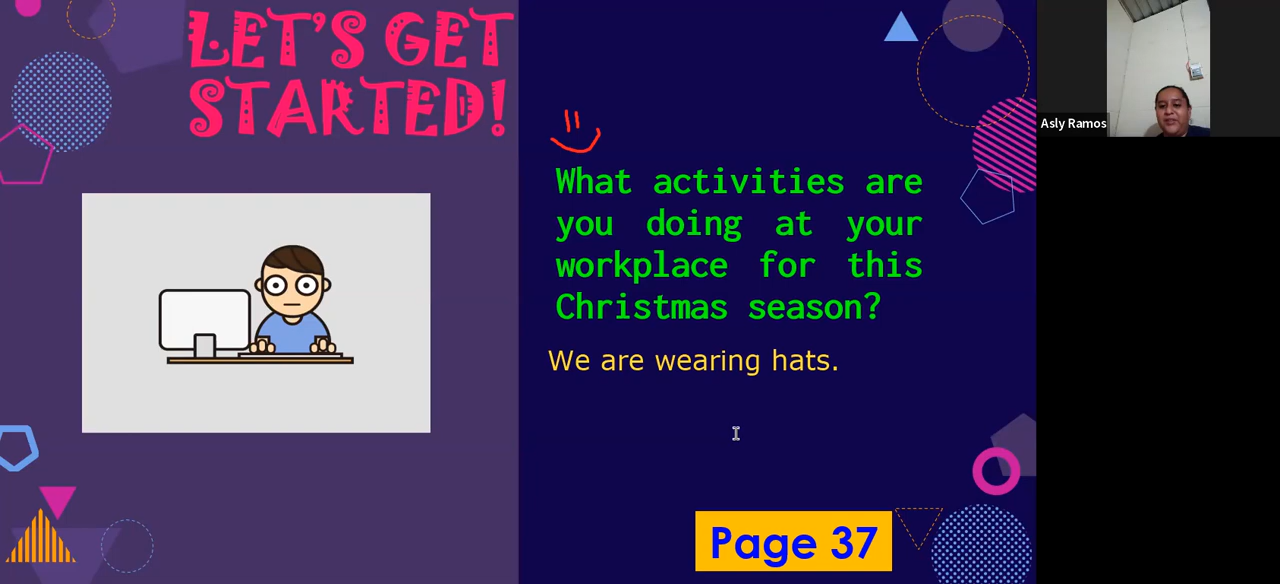 LET'S GET
STARTED!
What activities are
you doing at your
workplace for this
Christmas season?
We are wearing hats.
Page 37
Asly Ramos